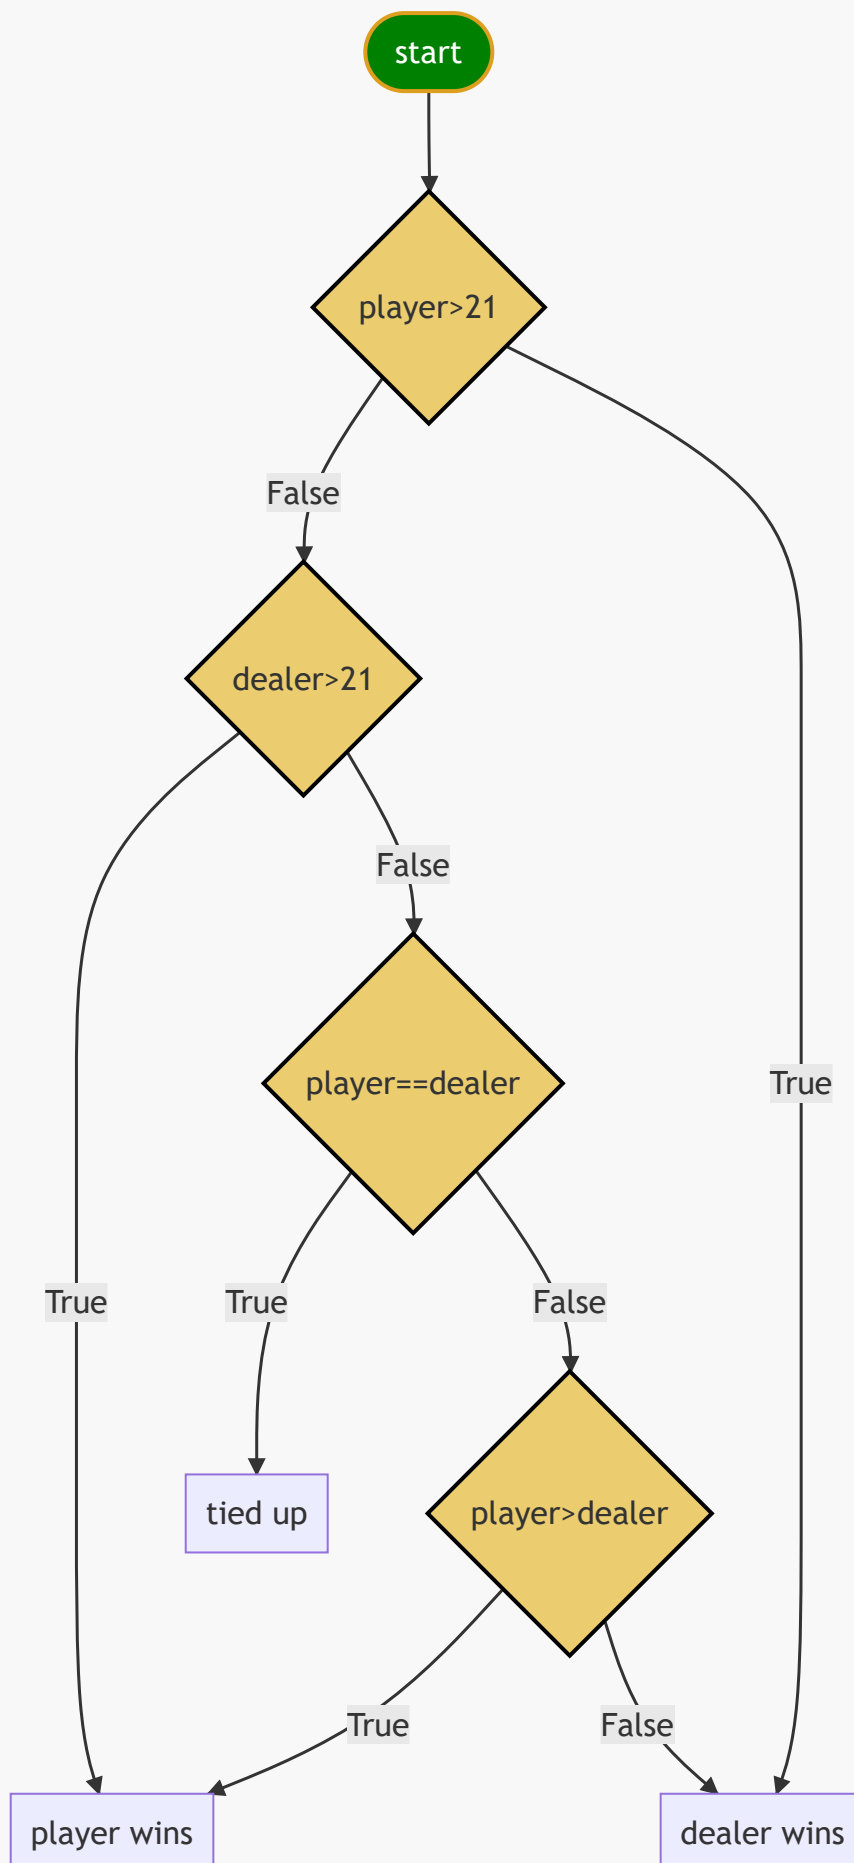 start
player>21
False
dealer>21
False
player==dealer
True
True
True
False
tied up
player>dealer
True
False
player wins
dealer wins